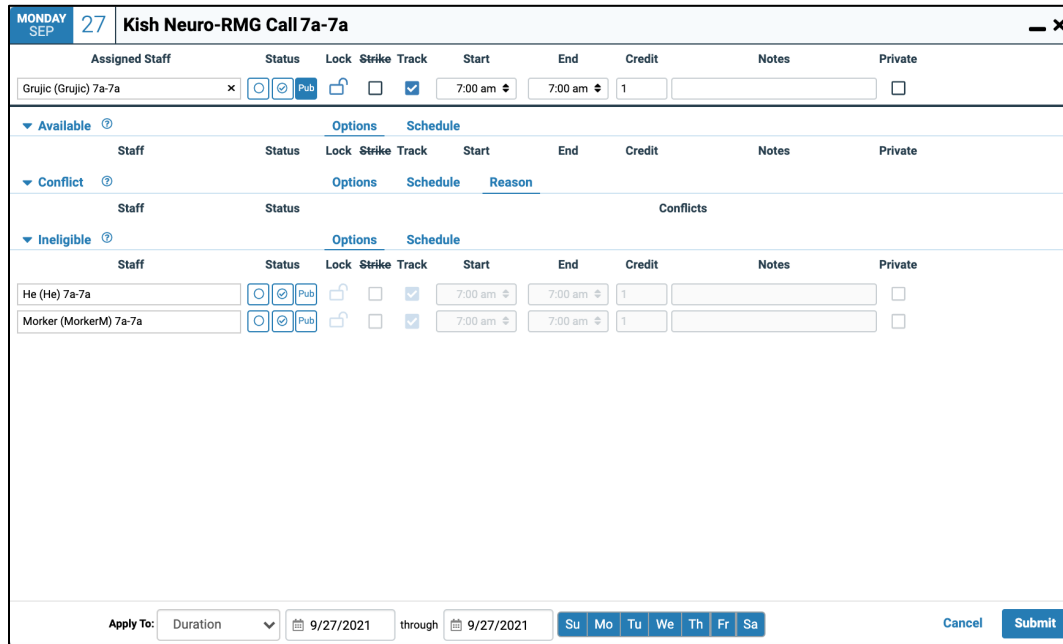 MONDAY
SEP
27
Kish Neuro-RMG Call 7a-7a
Assigned Staff Status Lock Strike Track Start End Credit Notes Private
Grujic (Grujic) 7a-7a × Pub 7:00 am 7:00 am 1
Available ? Options Schedule
Staff Status Lock Strike Track Start End Credit Notes Private
Conflict ? Options Schedule Reason
Staff Status Conflicts
Ineligible ? Options Schedule
Staff Status Lock Strike Track Start End Credit Notes Private
He (He) 7a-7a Pub 7:00 am 7:00 am 1
Morker (MorkerM) 7a-7a Pub 7:00 am 7:00 am 1
Apply To: Duration 9/27/2021 through 9/27/2021 Su Mo Tu We Th Fr Sa Cancel Submit